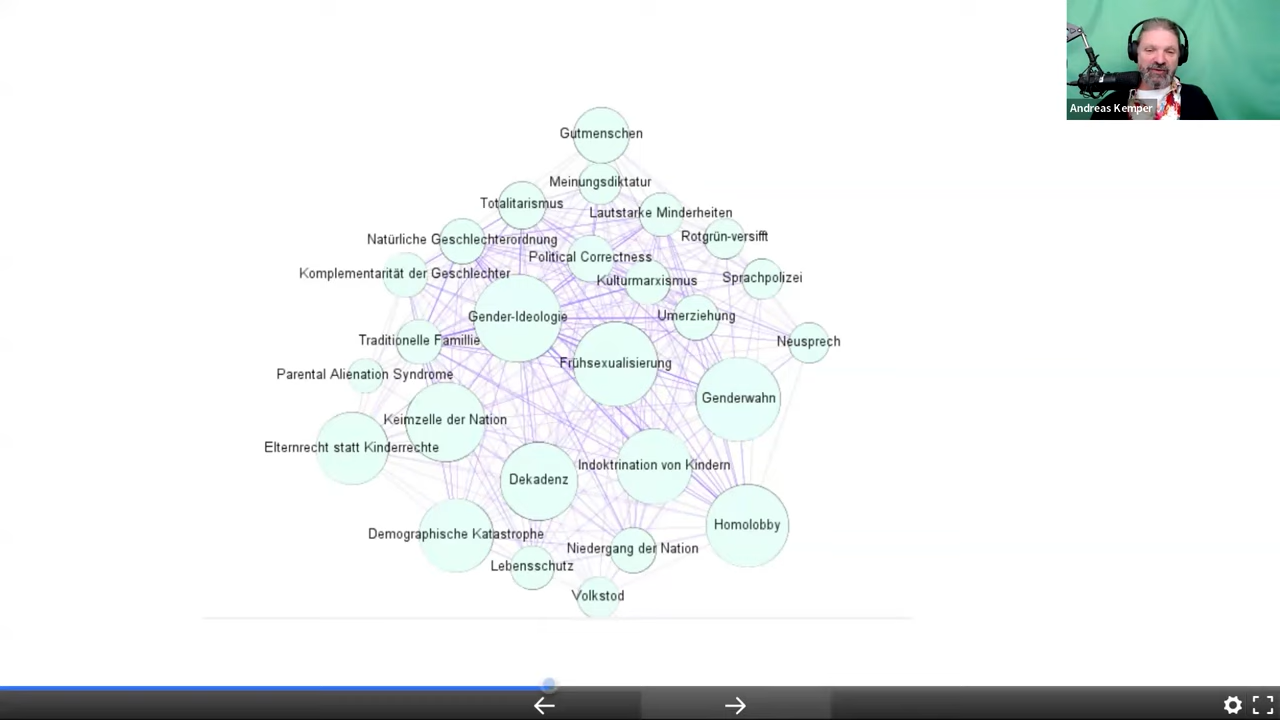 Andreas Kemper
Gutmenschen
Meinungsdiktatur
Totalitarismus
Lautstarke Minderheiten
Rotgrün-versifft
Natürliche Geschlechterordnung
Political Correctness
Komplementarität der Geschlechter
Kulturmarxismus
Sprachpolizei
Gender-Ideologie
Umerziehung
Traditionelle Famillie
Neusprech
Frühsexualisierung
Parental Alienation Syndrome
Genderwahn
Keimzelle der Nation
Elternrecht statt Kinderrechte
Indoktrination von Kindern
Dekadenz
Homolobby
Demographische Katastrophe
Niedergang der Nation
Lebensschutz
Volkstod